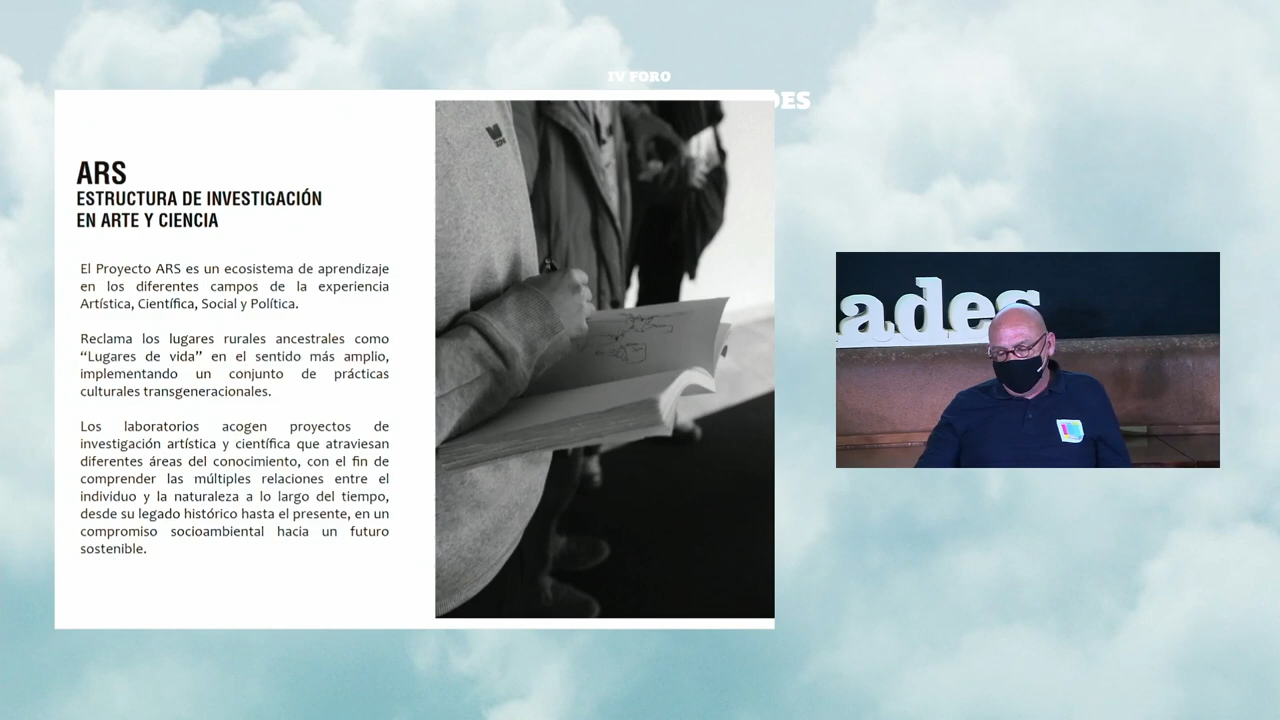 IV FORO
DES
ARS
ESTRUCTURA DE INVESTIGACIÓN
EN ARTE Y CIENCIA
El Proyecto ARS es un ecosistema de aprendizaje
en los diferentes campos de la experiencia
Artística, Científica, Social y Política.
Reclama los lugares rurales ancestrales como
“Lugares de vida” en el sentido más amplio,
implementando un conjunto de prácticas
culturales transgeneracionales.
Los laboratorios acogen proyectos de
investigación artística y científica que atraviesan
diferentes áreas del conocimiento, con el fin de
comprender las múltiples relaciones entre el
individuo y la naturaleza a lo largo del tiempo,
desde su legado histórico hasta el presente, en un
compromiso socioambiental hacia un futuro
sostenible.
ades